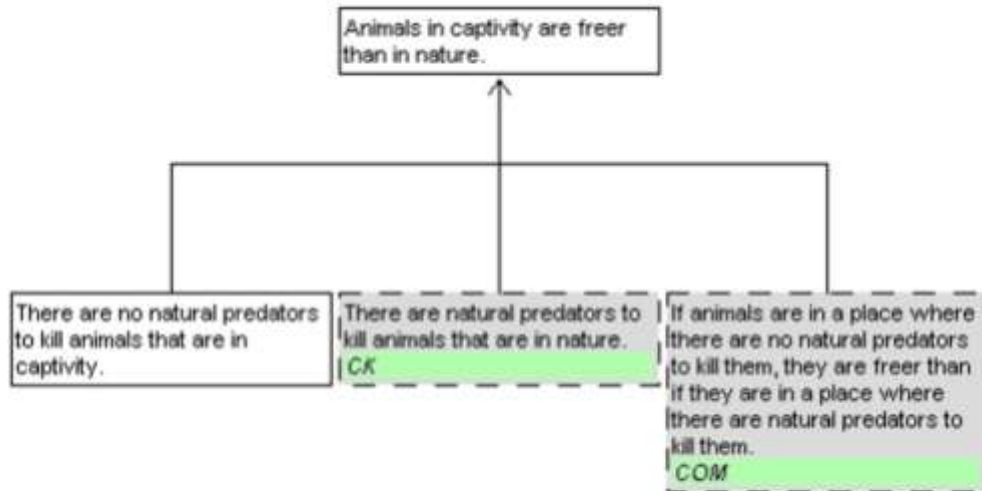 Animals in captivity are freer
than in nature.
There are no natural predators
to kill animals that are in
captivity.
There are natural predators to
kill animals that are in nature.
CK
If animals are in a place where
there are no natural predators
to kill them, they are freer than
if they are in a place where
there are natural predators to
kill them.
COM